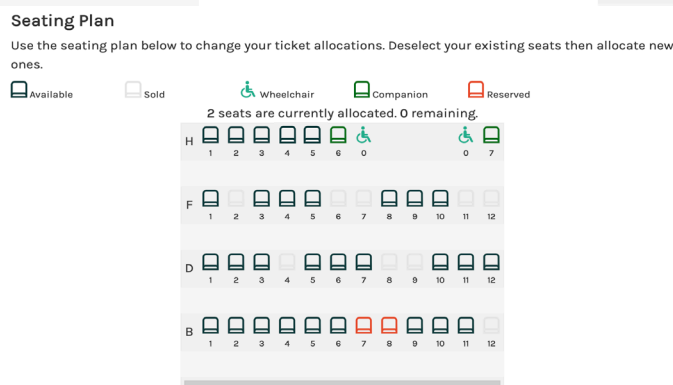 Seating Plan
Use the seating plan below to change your ticket allocations. Deselect your existing seats then allocate new
ones.
Available Sold Wheelchair Companion Reserved
2 seats are currently allocated. 0 remaining.
H
1 2 3 4 5 6 0 0 7
F
1 2 3 4 5 6 7 8 9 10 11 12
D
1 2 3 4 5 6 7 8 9 10 11 12
B
1 2 3 4 5 6 7 8 9 10 11 12